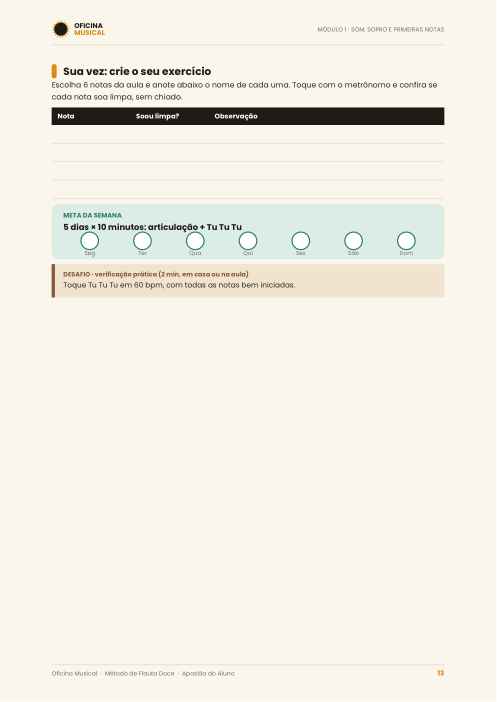 OFICINA
MUSICAL
MÓDULO 1 · SOM, SOPRO E PRIMEIRAS NOTAS
Sua vez: crie o seu exercício
Escolha 6 notas da aula e anote abaixo o nome de cada uma. Toque com o metrônomo e confira se
cada nota soa limpa, sem chiado.
Nota Soou limpa? Observação
META DA SEMANA
5 dias × 10 minutos: articulação + Tu Tu Tu
Seg Ter Qua Qui Sex Sáb Dom
DESAFIO · verificação prática (2 min, em casa ou na aula)
Toque Tu Tu Tu em 60 bpm, com todas as notas bem iniciadas.
Oficina Musical · Método de Flauta Doce · Apostila do Aluno 13